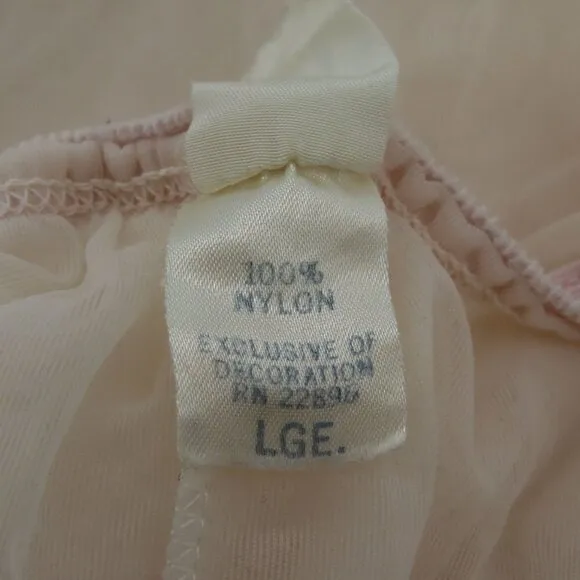 100%
NYLON
EXCLUSIVE OF
DECORATION
RN 22896
LGE.